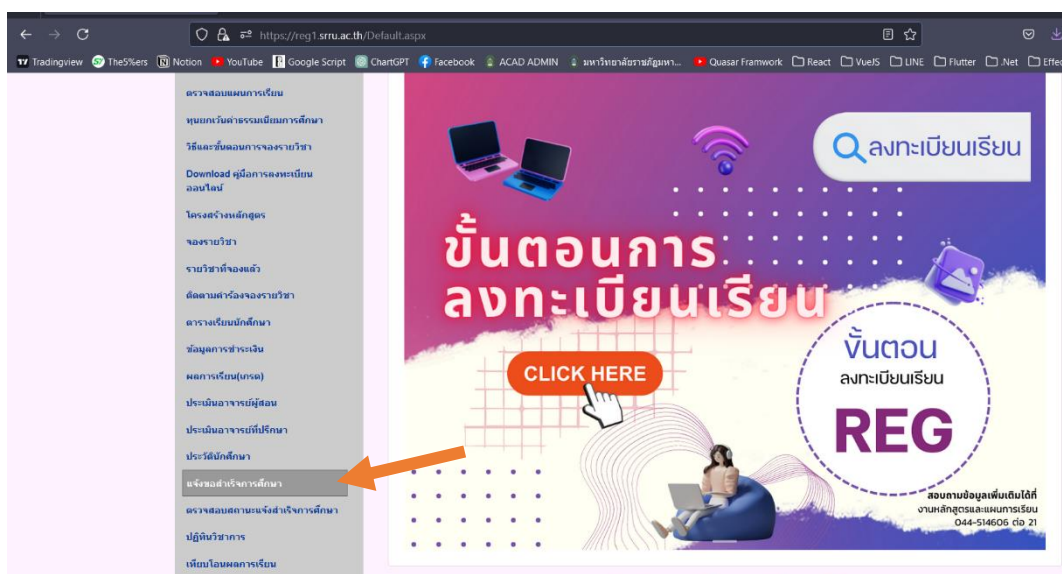 https://reg1.srru.ac.th/Default.aspx
Tradingview The5%ers Notion YouTube Google Script ChartGPT Facebook ACAD ADMIN มหาวิทยาลัยราชภัฏมหา... Quasar Framwork React VueJS LINE Flutter .Net Effec
ตรวจสอบแผนการเรียน
ทุนยกเว้นค่าธรรมเนียมการศึกษา
วิธีและขั้นตอนการจองรายวิชา
Download คู่มือการลงทะเบียน
ออนไลน์
โครงสร้างหลักสูตร
จองรายวิชา
รายวิชาที่จองแล้ว
ติดตามคำร้องจองรายวิชา
ตารางเรียนนักศึกษา
ข้อมูลการชำระเงิน
ผลการเรียน(เกรด)
ประเมินอาจารย์ผู้สอน
ประเมินอาจารย์ที่ปรึกษา
ประวัตินักศึกษา
แจ้งขอสำเร็จการศึกษา
ตรวจสอบสถานะแจ้งสำเร็จการศึกษา
ปฏิทินวิชาการ
เทียบโอนผลการเรียน
ลงทะเบียนเรียน
ขั้นตอนการ
ลงทะเบียนเรียน
CLICK HERE
ขั้นตอน
ลงทะเบียนเรียน
REG
สอบถามข้อมูลเพิ่มเติมได้ที่
งานหลักสูตรและแผนการเรียน
044-514606 ต่อ 21